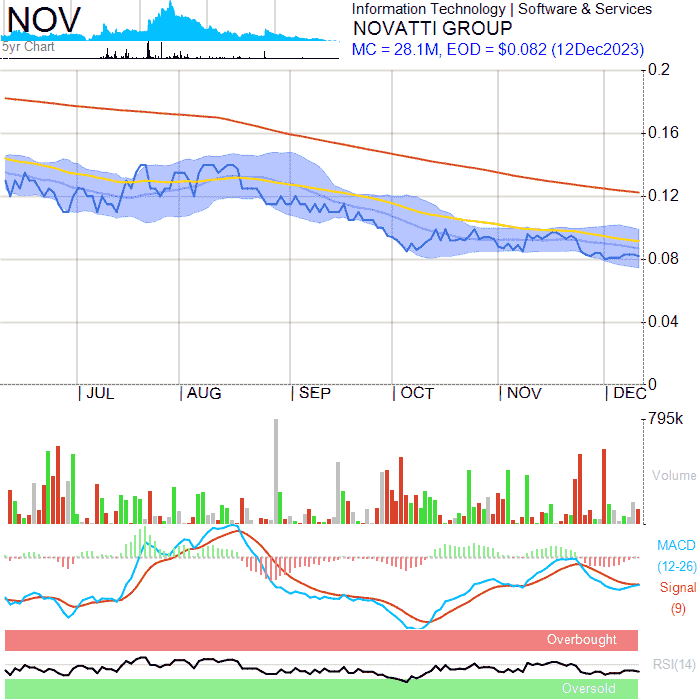 NOV
5yr Chart
Information Technology | Software & Services
NOVATTI GROUP
MC = 28.1M, EOD = $0.082 (12Dec2023)
0.2
0.16
0.12
0.08
0.04
0
| JUL | AUG | SEP | OCT | NOV | DEC
795k
Volume
MACD
(12-26)
Signal
(9)
Overbought
RSI(14)
Oversold